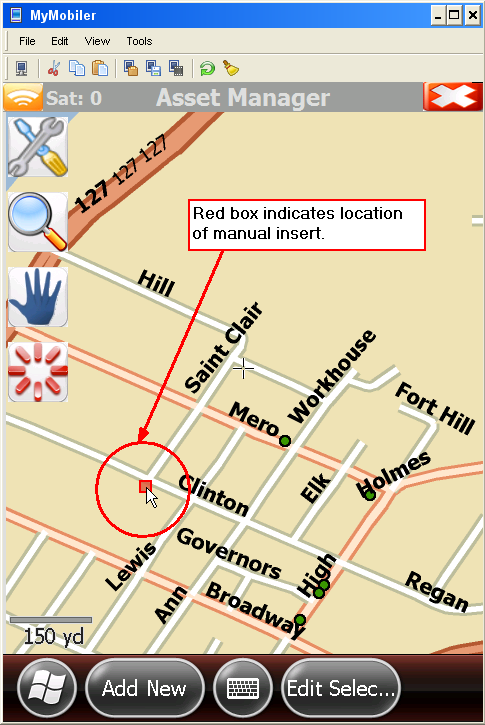 MyMobiler
File Edit View Tools
Sat: 0 Asset Manager
127 127 127
Red box indicates location
of manual insert.
Hill
Saint Clair
Workhouse
Fort Hill
Mero
Holmes
Clinton
Elk
Governors
Lewis
High
Ann
Broadway
Regan
150 yd
Add New Edit Selec...